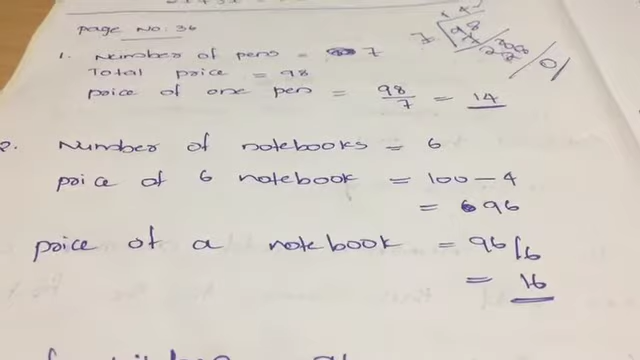 page No: 36
1. Number of pens = 7
Total price = 98
price of one pen = 98/7 = 14
7 98 14
0
2. Number of notebooks = 6
price of 6 notebook = 100 - 4
= 96
price of a notebook = 96/6
= 16